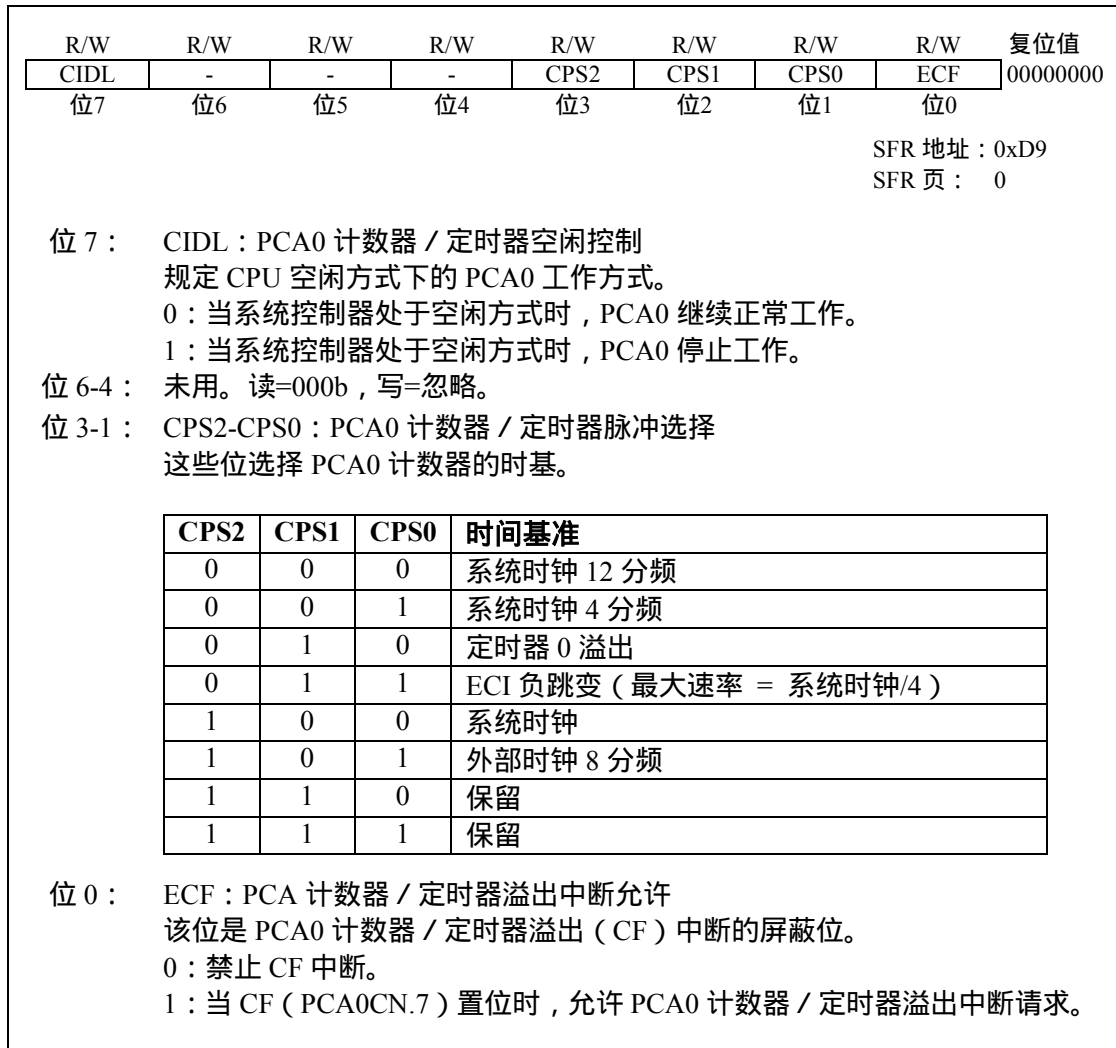 R/W R/W R/W R/W R/W R/W R/W R/W 复位值
CIDL - - - CPS2 CPS1 CPS0 ECF 00000000
位7 位6 位5 位4 位3 位2 位1 位0
SFR 地址：0xD9
SFR 页： 0
位 7： CIDL：PCA0 计数器／定时器空闲控制
规定 CPU 空闲方式下的 PCA0 工作方式。
0：当系统控制器处于空闲方式时，PCA0 继续正常工作。
1：当系统控制器处于空闲方式时，PCA0 停止工作。
位 6-4： 未用。读=000b，写=忽略。
位 3-1： CPS2-CPS0：PCA0 计数器／定时器脉冲选择
这些位选择 PCA0 计数器的时基。
CPS2 CPS1 CPS0 时间基准
0 0 0 系统时钟 12 分频
0 0 1 系统时钟 4 分频
0 1 0 定时器 0 溢出
0 1 1 ECI 负跳变（最大速率 = 系统时钟/4）
1 0 0 系统时钟
1 0 1 外部时钟 8 分频
1 1 0 保留
1 1 1 保留
位 0： ECF：PCA 计数器／定时器溢出中断允许
该位是 PCA0 计数器／定时器溢出（CF）中断的屏蔽位。
0：禁止 CF 中断。
1：当 CF（PCA0CN.7）置位时，允许 PCA0 计数器／定时器溢出中断请求。